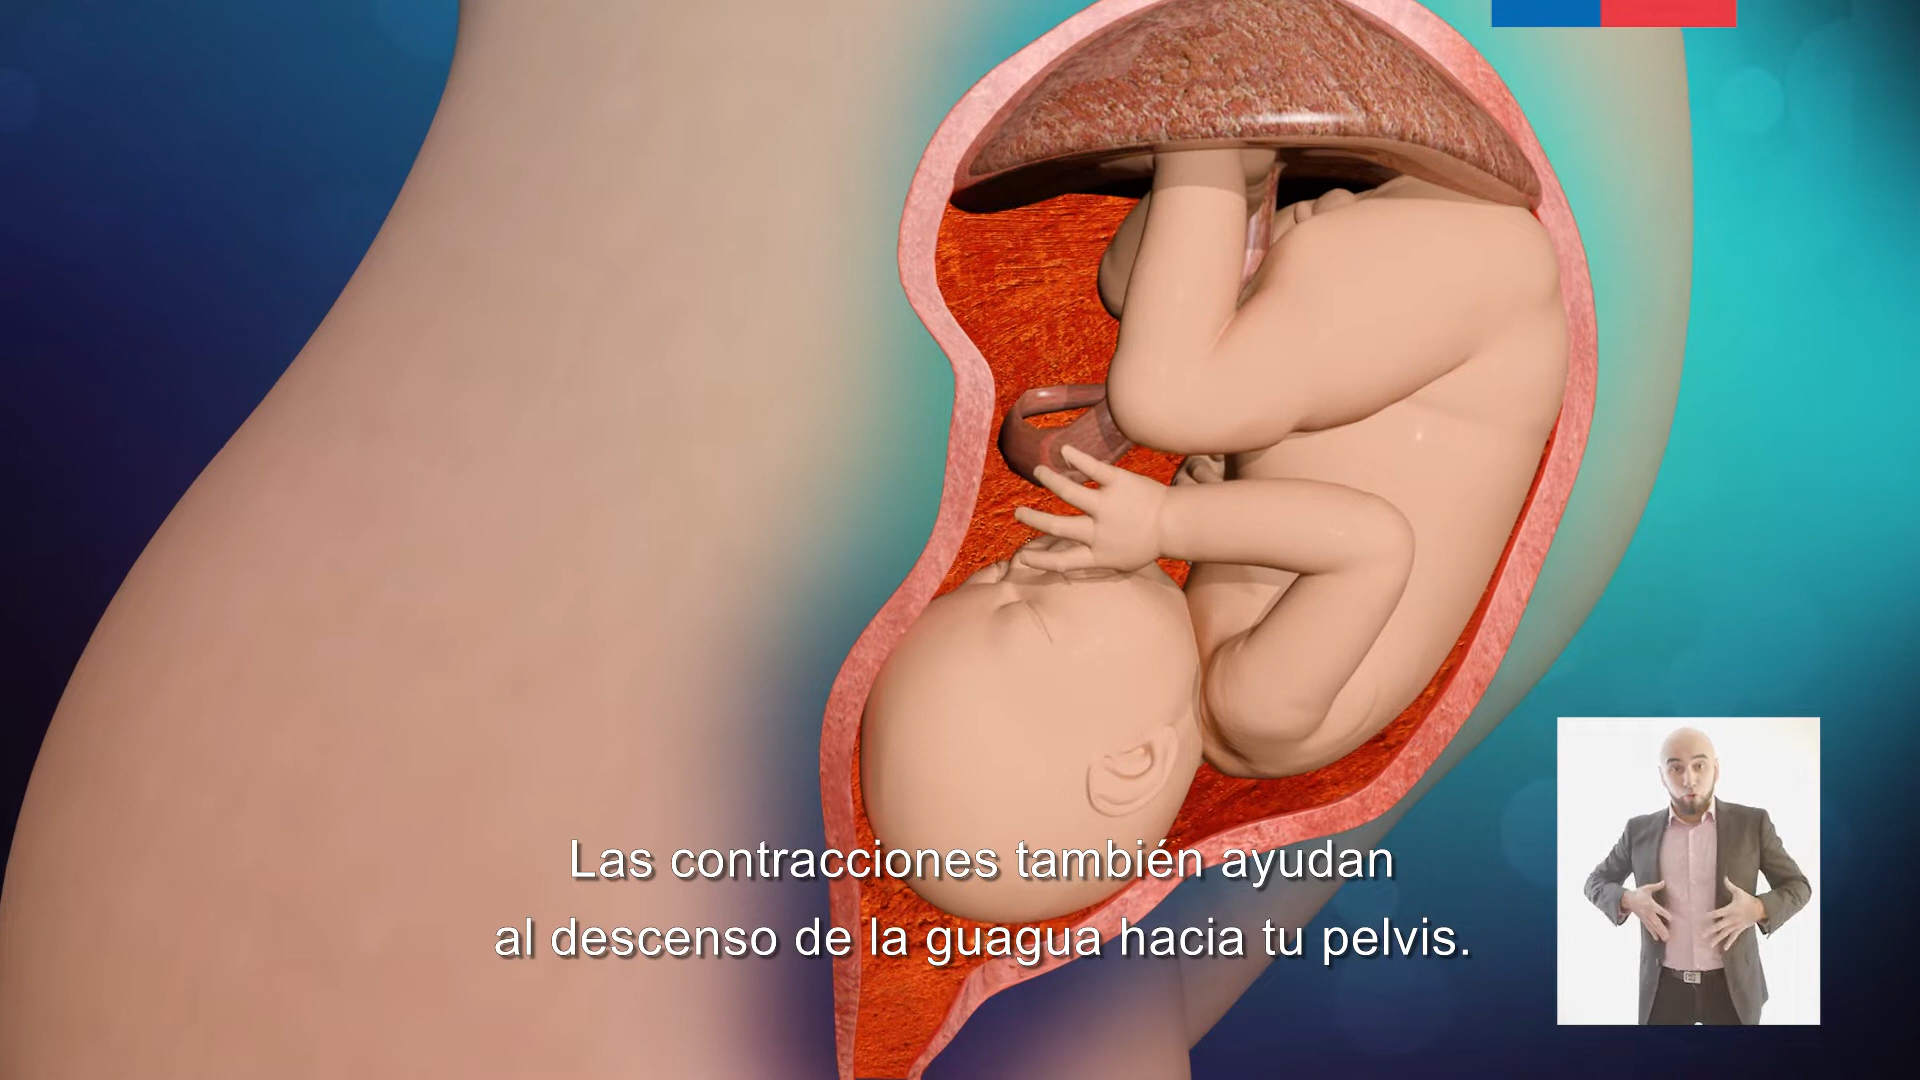 Las contracciones también ayudan
al descenso de la guagua hacia tu pelvis.